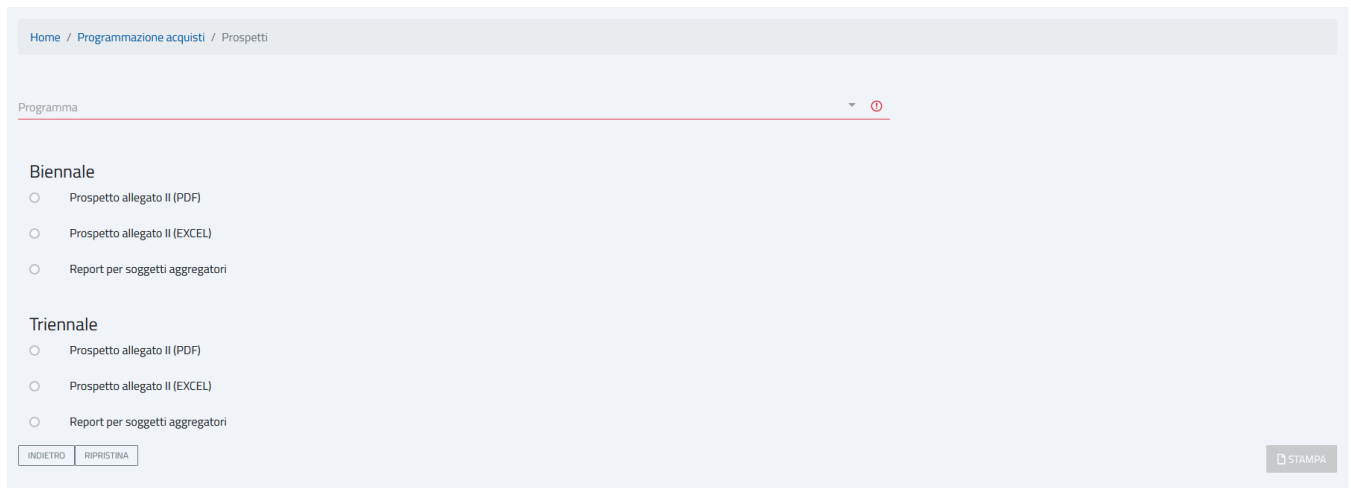 Home / Programmazione acquisti / Prospetti
Programma
Biennale
Prospetto allegato II (PDF)
Prospetto allegato II (EXCEL)
Report per soggetti aggregatori
Triennale
Prospetto allegato II (PDF)
Prospetto allegato II (EXCEL)
Report per soggetti aggregatori
INDIETRO RIPRISTINA STAMPA